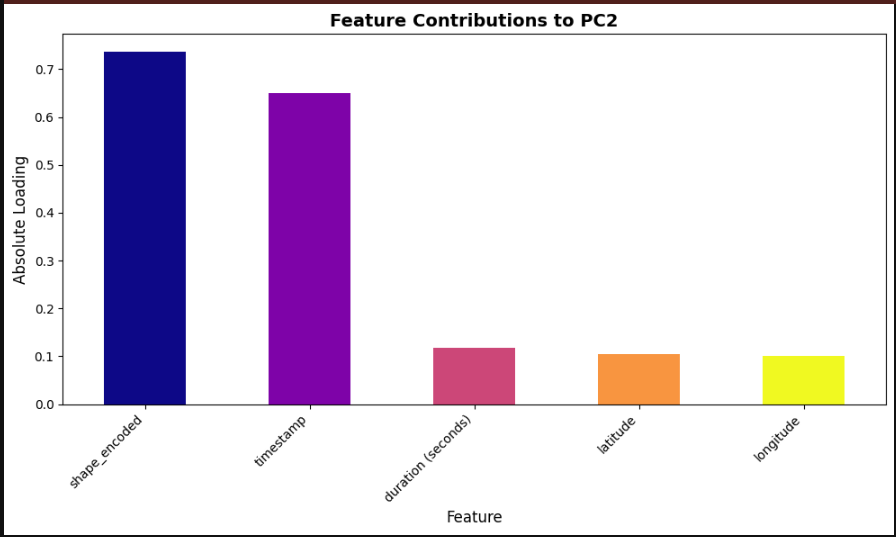 Feature Contributions to PC2
Absolute Loading
0.7
0.6
0.5
0.4
0.3
0.2
0.1
0.0
shape_encoded
timestamp
duration (seconds)
latitude
longitude
Feature